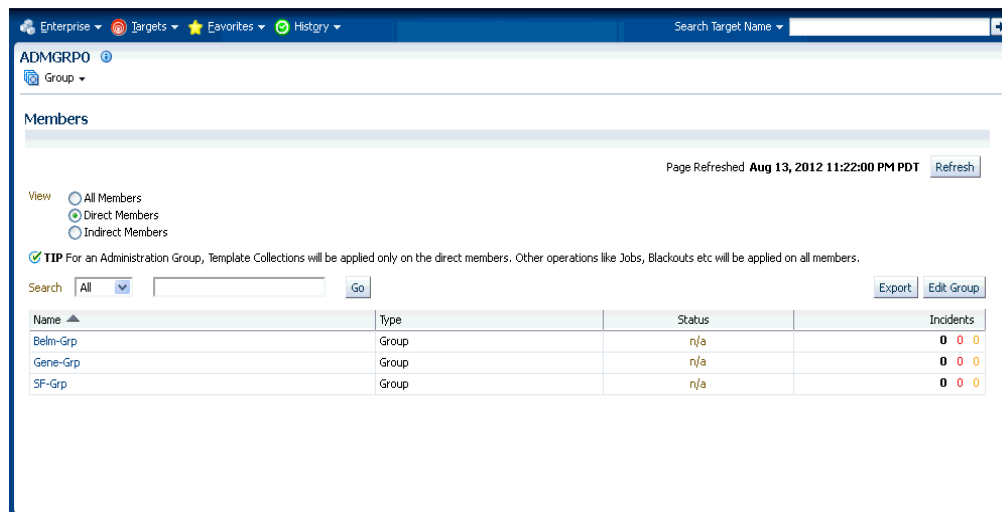 Enterprise Targets Favorites History Search Target Name
ADMGRP0
Group
Members
Page Refreshed Aug 13, 2012 11:22:00 PM PDT Refresh
View All Members
Direct Members
Indirect Members
TIP For an Administration Group, Template Collections will be applied only on the direct members. Other operations like Jobs, Blackouts etc will be applied on all members.
Search All Go Export Edit Group
Name Type Status Incidents
Belm-Grp Group n/a 0 0 0
Gene-Grp Group n/a 0 0 0
SF-Grp Group n/a 0 0 0